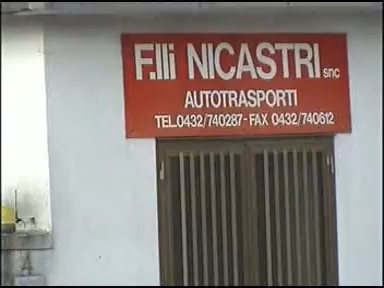 F.lli NICASTRI snc
AUTOTRASPORTI
TEL.0432/740287-FAX 0432/740612